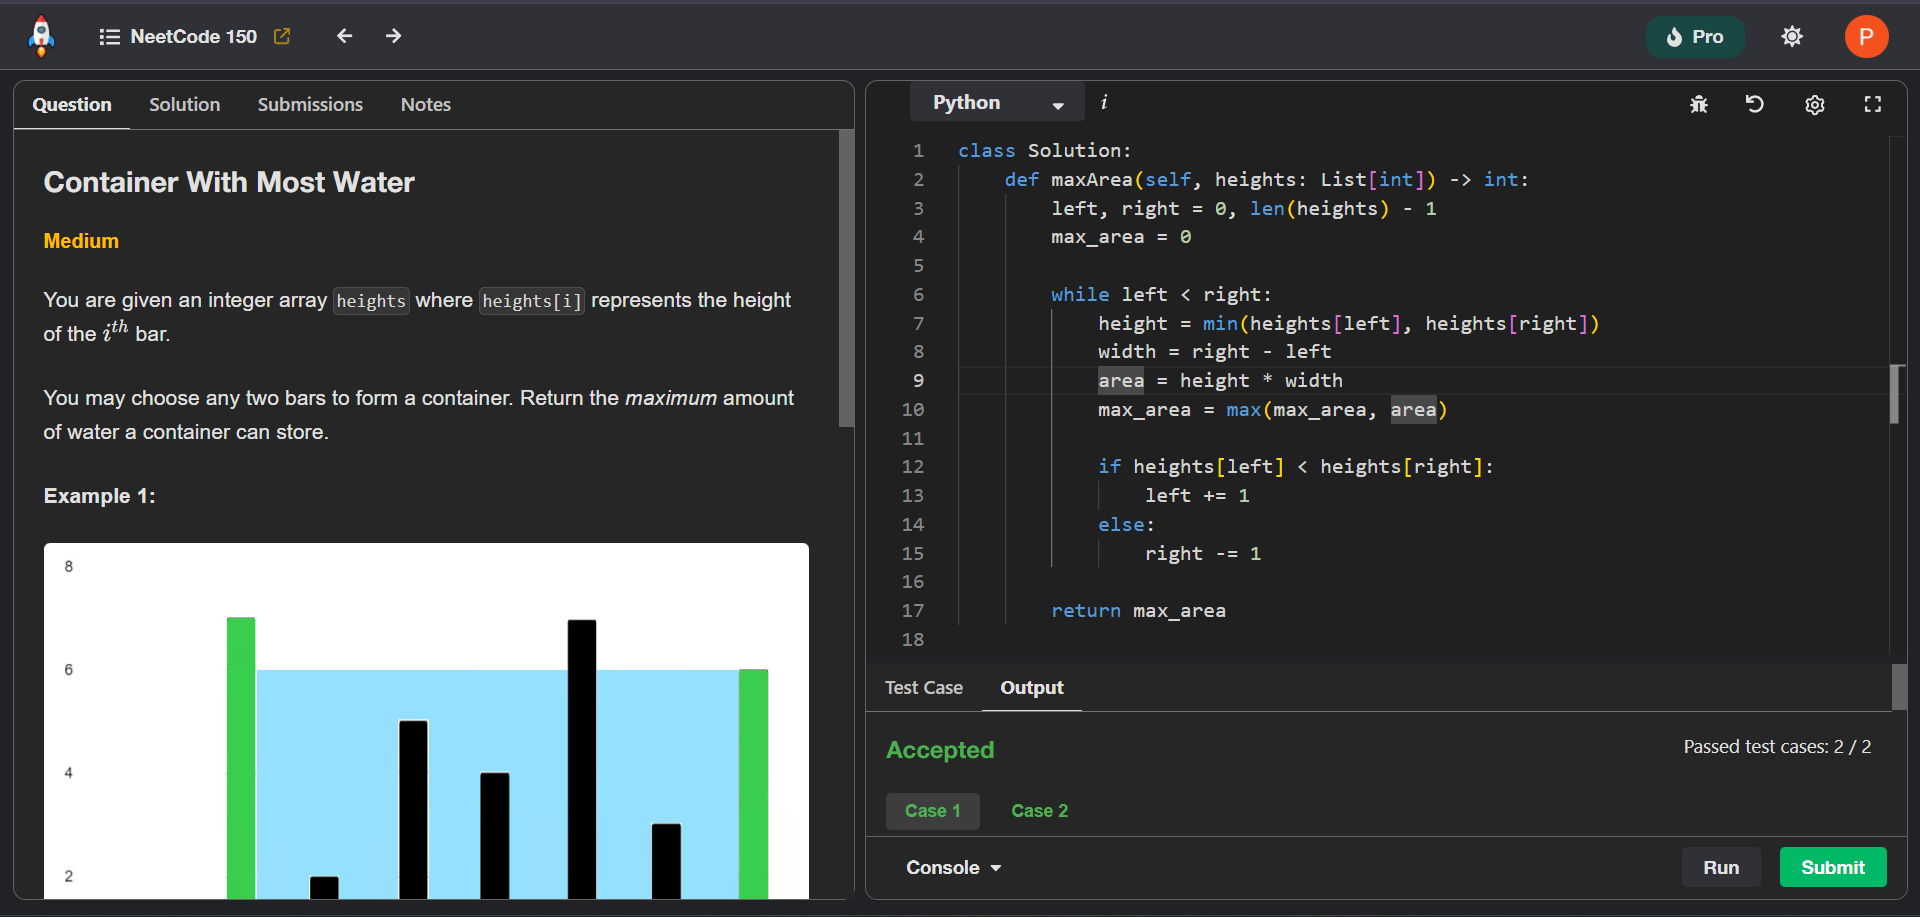 NeetCode 150
Pro
P
Question Solution Submissions Notes
Container With Most Water
Medium
You are given an integer array heights where heights[i] represents the height
of the i^th bar.
You may choose any two bars to form a container. Return the maximum amount
of water a container can store.
Example 1:
8
6
4
2
Python i
1 class Solution:
2     def maxArea(self, heights: List[int]) -> int:
3         left, right = 0, len(heights) - 1
4         max_area = 0
5
6         while left < right:
7             height = min(heights[left], heights[right])
8             width = right - left
9             area = height * width
10             max_area = max(max_area, area)
11
12             if heights[left] < heights[right]:
13                 left += 1
14             else:
15                 right -= 1
16
17         return max_area
18
Test Case Output
Accepted Passed test cases: 2 / 2
Case 1 Case 2
Console Run Submit